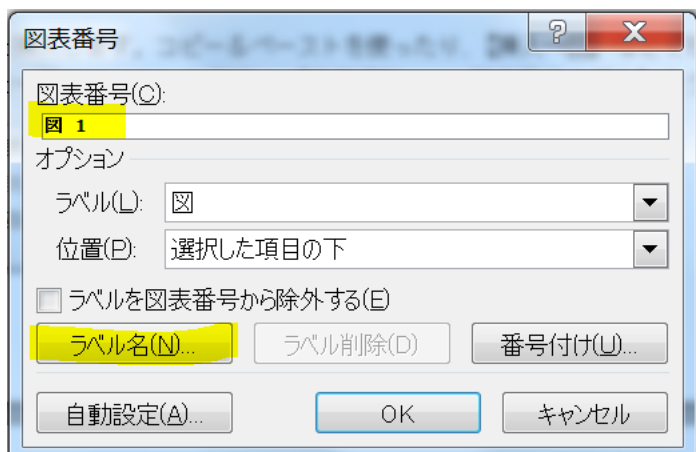 図表番号
図表番号(C):
図 1
オプション
ラベル(L): 図
位置(P): 選択した項目の下
ラベルを図表番号から除外する(E)
ラベル名(N)... ラベル削除(D) 番号付け(U)...
自動設定(A)... OK キャンセル